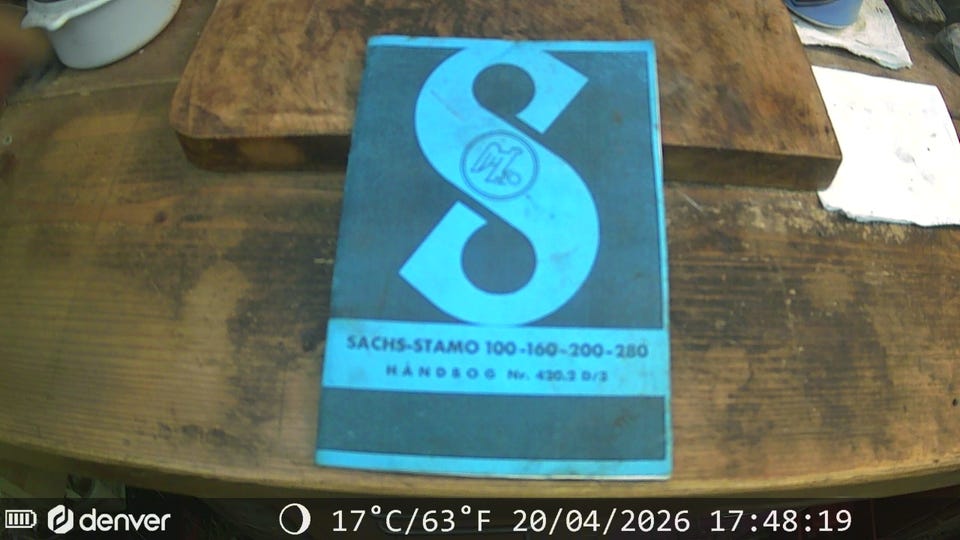 SACHS-STAMO 100-160-200-280
HÅNDBOG Nr. 420.2 D/3
denver 17°C/63°F 20/04/2026 17:48:19